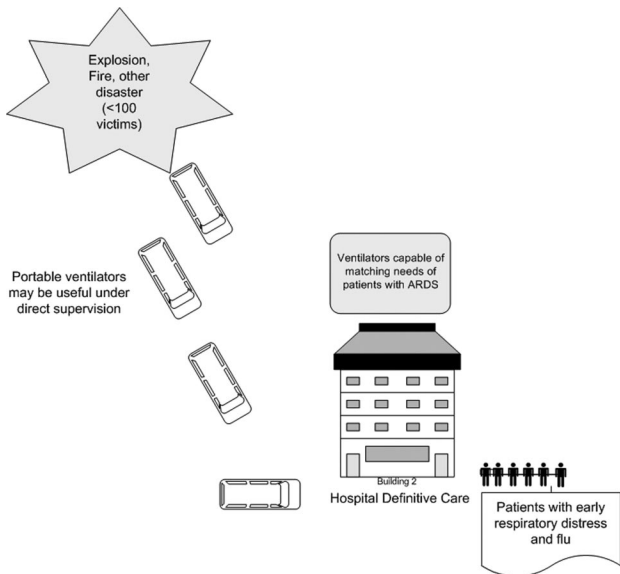 Explosion,
Fire, other
disaster
(<100
victims)
Portable ventilators
may be useful under
direct supervision
Ventilators capable of
matching needs of
patients with ARDS
Building 2
Hospital Definitive Care
Patients with early
respiratory distress
and flu